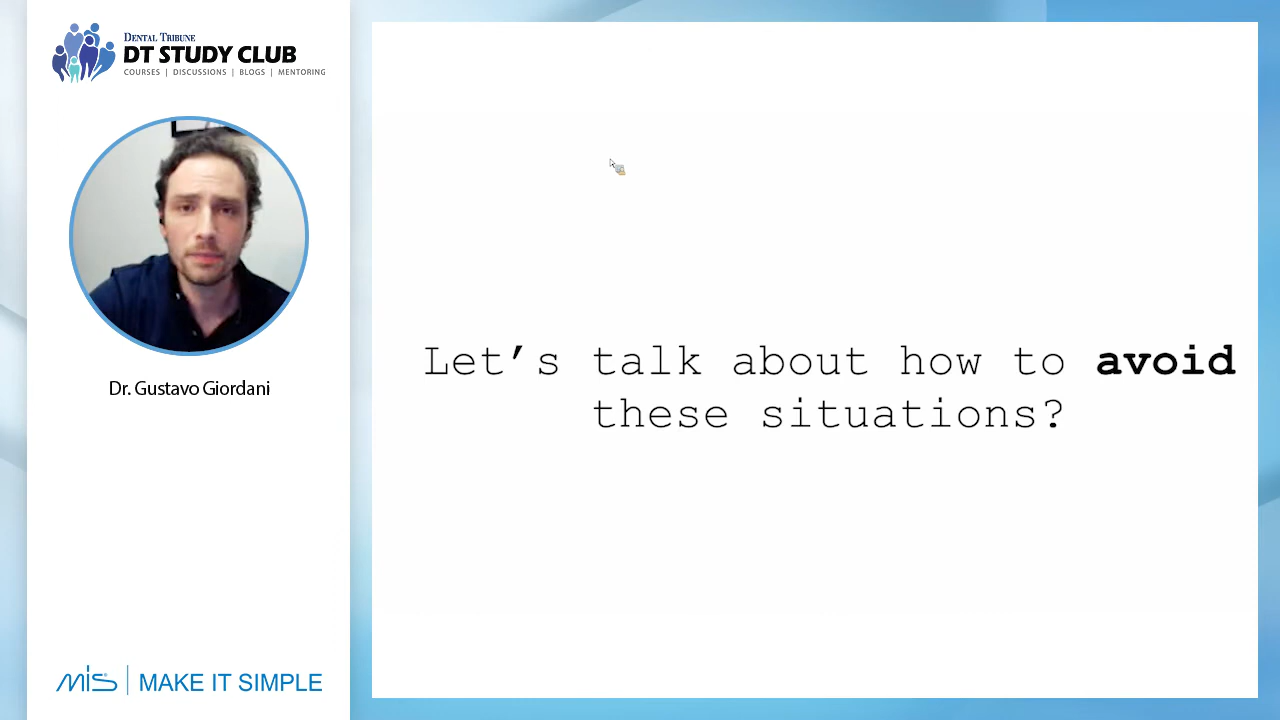 DENTAL TRIBUNE
DT STUDY CLUB
COURSES | DISCUSSIONS | BLOGS | MENTORING
Dr. Gustavo Giordani
mis® | MAKE IT SIMPLE
Let’s talk about how to avoid
these situations?